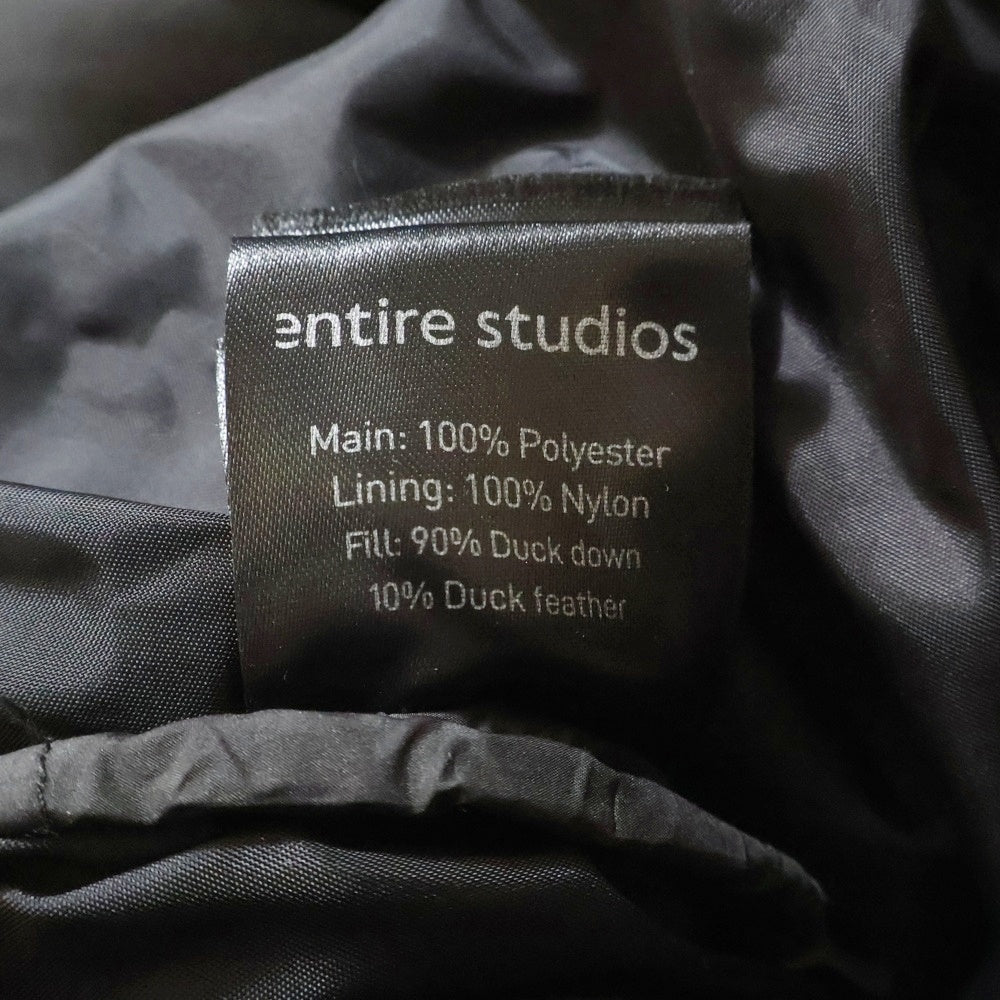 entire studios
Main: 100% Polyester
Lining: 100% Nylon
Fill: 90% Duck down
10% Duck feather